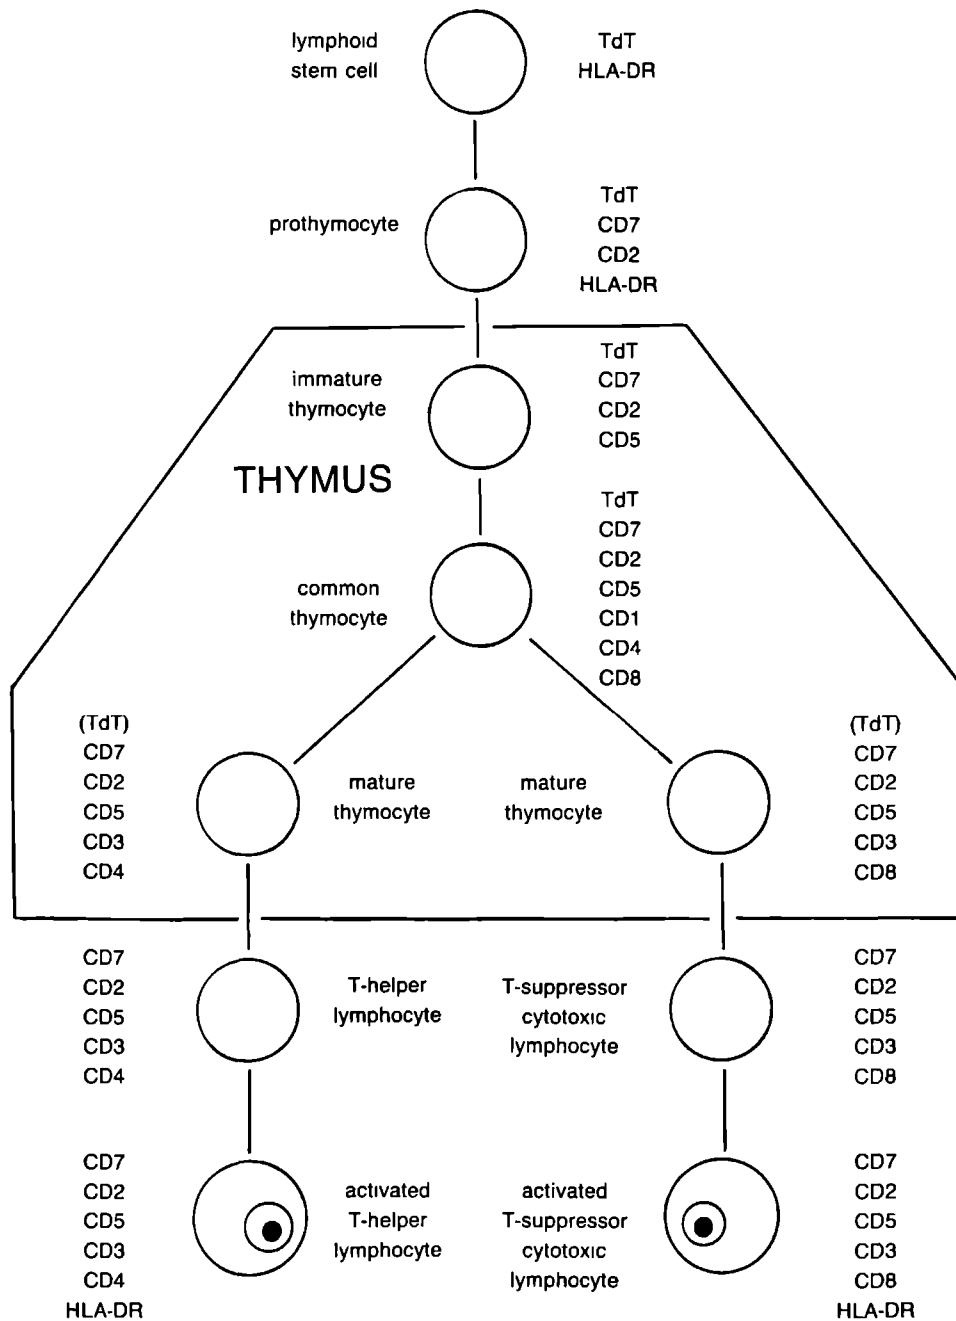 lymphoid
stem cell
TdT
HLA-DR
prothymocyte
TdT
CD7
CD2
HLA-DR
immature
thymocyte
TdT
CD7
CD2
CD5
THYMUS
common
thymocyte
TdT
CD7
CD2
CD5
CD1
CD4
CD8
(TdT)
CD7
CD2
CD5
CD3
CD4
mature
thymocyte
mature
thymocyte
(TdT)
CD7
CD2
CD5
CD3
CD8
CD7
CD2
CD5
CD3
CD4
T-helper
lymphocyte
T-suppressor
cytotoxic
lymphocyte
CD7
CD2
CD5
CD3
CD8
CD7
CD2
CD5
CD3
CD4
HLA-DR
activated
T-helper
lymphocyte
activated
T-suppressor
cytotoxic
lymphocyte
CD7
CD2
CD5
CD3
CD8
HLA-DR